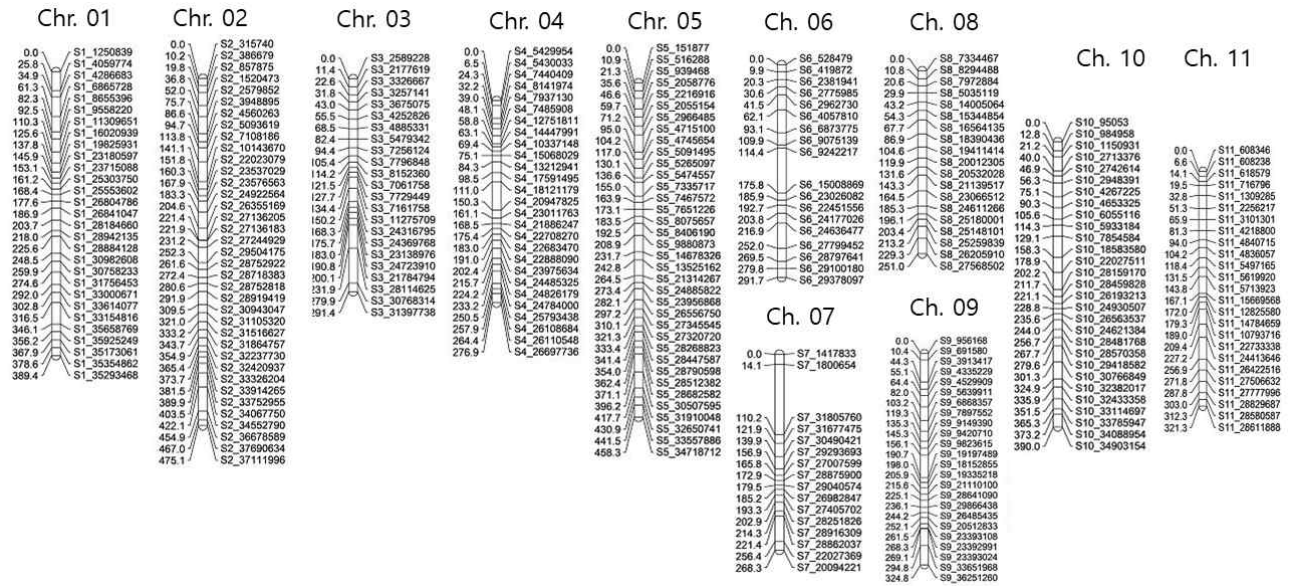 Chr. 01
0.0 S1_1250839
25.8 S1_4059774
34.9 S1_4286683
61.3 S1_6865728
82.3 S1_8655396
92.5 S1_9558220
110.3 S1_11309651
125.6 S1_16020939
137.8 S1_19825931
145.9 S1_23180597
153.1 S1_23715088
161.2 S1_25303750
168.4 S1_25553602
177.6 S1_26804786
186.9 S1_26841047
203.7 S1_28184660
218.0 S1_28942135
225.6 S1_28884128
248.5 S1_30982608
259.9 S1_30758233
274.6 S1_31756453
292.0 S1_33000671
302.8 S1_33614077
316.5 S1_33154816
346.1 S1_35658769
356.2 S1_35925249
367.9 S1_35173061
378.6 S1_35354862
389.4 S1_35293468
Chr. 02
0.0 S2_315740
10.2 S2_386679
19.8 S2_857875
36.8 S2_1520473
52.0 S2_2579852
75.7 S2_3948895
86.6 S2_4560263
94.7 S2_5093619
113.8 S2_7108186
141.1 S2_10143670
151.8 S2_22023079
160.3 S2_23537029
167.9 S2_23576563
183.3 S2_24922564
204.6 S2_26355169
221.4 S2_27136205
221.9 S2_27136183
231.2 S2_27244929
252.3 S2_29504175
261.6 S2_28752922
272.4 S2_28718383
280.6 S2_28752818
291.9 S2_28919419
309.5 S2_30943047
321.0 S2_31105320
333.2 S2_31516627
343.7 S2_31864757
354.9 S2_32237730
365.4 S2_32420937
373.7 S2_33326204
381.5 S2_33914265
389.9 S2_33752955
403.5 S2_34067750
422.1 S2_34552790
454.9 S2_36678589
467.0 S2_37690634
475.1 S2_37111996
Chr. 03
0.0 S3_2589228
11.4 S3_2177619
22.6 S3_3326667
31.8 S3_3257141
43.0 S3_3675075
55.5 S3_4252826
68.5 S3_4885331
82.4 S3_5479342
94.4 S3_7256124
105.4 S3_7796848
114.2 S3_8152360
121.5 S3_7061758
127.7 S3_7729449
134.4 S3_7161758
150.2 S3_11275709
168.3 S3_24316795
175.7 S3_24369768
183.0 S3_23138976
190.8 S3_24723910
200.1 S3_21784794
231.9 S3_28114625
279.9 S3_30768314
291.4 S3_31397738
Chr. 04
0.0 S4_5429954
6.5 S4_5430033
24.3 S4_7440409
32.2 S4_8141974
39.0 S4_7937130
48.1 S4_7485908
58.8 S4_12751811
63.1 S4_14447991
69.4 S4_10337148
75.1 S4_15068029
84.3 S4_13212941
98.5 S4_17591495
111.0 S4_18121179
150.3 S4_20947825
161.1 S4_23011763
168.5 S4_21886247
175.4 S4_22708270
183.0 S4_22683470
191.0 S4_22888090
202.4 S4_23975634
215.7 S4_24485325
224.2 S4_24826179
233.2 S4_24784000
250.5 S4_25793438
257.9 S4_26108684
264.4 S4_26110548
276.9 S4_26697736
Chr. 05
0.0 S5_151877
10.9 S5_516288
21.3 S5_939468
35.6 S5_2058776
46.6 S5_2216916
59.7 S5_2055154
71.2 S5_2966485
95.0 S5_4715100
104.2 S5_4745654
117.0 S5_5091495
130.1 S5_5265097
136.6 S5_5474557
155.0 S5_7335717
163.9 S5_7467572
173.1 S5_7651226
183.5 S5_8075657
192.5 S5_8406190
208.9 S5_9880873
231.7 S5_14678326
242.8 S5_13525162
264.5 S5_21314267
273.4 S5_24885822
282.1 S5_23956868
297.2 S5_26556750
310.1 S5_27345545
321.3 S5_27320720
333.4 S5_28268823
341.4 S5_28447587
354.0 S5_28790598
362.4 S5_28512382
371.1 S5_28682582
396.2 S5_30507595
417.7 S5_31910048
430.9 S5_32650741
441.5 S5_33557886
458.3 S5_34718712
Ch. 06
0.0 S6_528479
9.9 S6_419872
20.3 S6_2381941
30.6 S6_2775985
41.5 S6_2962730
62.1 S6_4057810
93.1 S6_6873775
109.9 S6_9075139
114.4 S6_9242217
175.8 S6_15008869
185.9 S6_23026082
192.7 S6_22451556
203.8 S6_24177026
216.9 S6_24636477
252.0 S6_27799452
269.5 S6_28797641
279.8 S6_29100180
291.7 S6_29378097
Ch. 07
0.0 S7_1417833
14.1 S7_1800654
110.2 S7_31805760
121.9 S7_31677475
139.9 S7_30490421
156.9 S7_29293693
165.8 S7_27007599
172.9 S7_28875900
179.5 S7_29040574
185.2 S7_26982847
193.3 S7_27405702
202.9 S7_28251826
214.3 S7_28916309
221.4 S7_28862037
256.4 S7_22027369
268.3 S7_20094221
Ch. 08
0.0 S8_7334467
10.8 S8_8294488
20.6 S8_7972884
29.9 S8_5035119
43.2 S8_14005064
54.3 S8_15344854
67.7 S8_16564135
86.9 S8_18390436
94.8 S8_19411414
104.6 S8_20012305
119.9 S8_20532028
131.6 S8_21139517
143.3 S8_23066512
164.5 S8_24611266
185.3 S8_25180001
196.1 S8_25148101
203.4 S8_25259839
213.2 S8_26205910
229.3 S8_27568502
251.0
Ch. 09
0.0 S9_956168
10.4 S9_691580
44.3 S9_3913417
55.1 S9_4335229
64.4 S9_4529909
82.0 S9_5639911
103.2 S9_6868357
119.3 S9_7897552
135.3 S9_9149390
145.3 S9_9420710
156.1 S9_9823615
190.7 S9_19197489
198.0 S9_18152855
205.9 S9_19335218
215.6 S9_21110100
225.1 S9_28641090
236.1 S9_29866438
244.2 S9_26485435
252.1 S9_20512833
261.5 S9_23393108
268.3 S9_23392991
269.1 S9_23393024
294.8 S9_33651968
324.8 S9_36251260
Ch. 10
0.0 S10_95053
12.8 S10_984958
21.2 S10_1150931
40.0 S10_2713376
46.9 S10_2742614
56.3 S10_2948391
75.1 S10_4267225
90.3 S10_4653325
105.6 S10_6055116
114.3 S10_5933184
129.1 S10_7854584
158.3 S10_22027511
178.9 S10_18583580
202.2 S10_28159170
211.7 S10_28459828
221.1 S10_26193213
228.8 S10_24930507
235.6 S10_26563537
244.0 S10_24621384
256.7 S10_28481768
267.7 S10_28570358
279.6 S10_29418582
301.3 S10_30766849
324.9 S10_32382017
335.9 S10_32433358
351.5 S10_33114697
365.3 S10_33785947
373.2 S10_34088954
390.0 S10_34903154
Ch. 11
0.0 S11_608346
6.6 S11_608238
14.1 S11_618579
19.5 S11_716796
32.8 S11_1309285
51.3 S11_2256217
65.9 S11_3101301
81.3 S11_4218800
94.0 S11_4840715
104.2 S11_4836057
118.4 S11_5497165
131.5 S11_5619920
143.8 S11_5713923
167.1 S11_15669568
172.0 S11_12825580
179.3 S11_14784659
189.0 S11_10793716
209.4 S11_22733338
227.2 S11_24413646
256.9 S11_26422516
271.8 S11_27506632
287.8 S11_27777996
303.0 S11_28829687
312.3 S11_28580587
321.3 S11_28611888